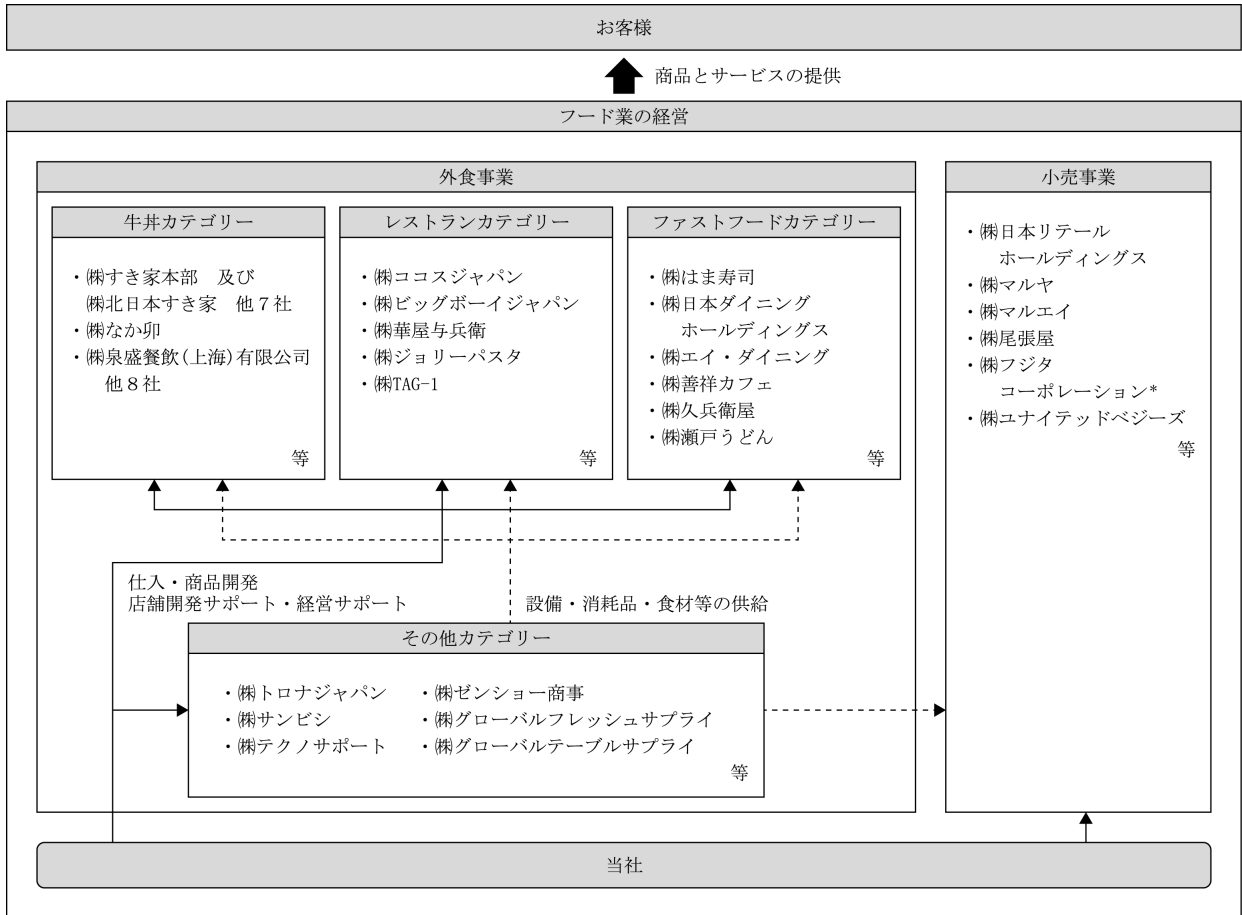 お客様
商品とサービスの提供
フード業の経営
外食事業
牛丼カテゴリー
・㈱すき家本部　及び
㈱北日本すき家　他７社
・㈱なか卯
・㈱泉盛餐飲(上海)有限公司
他８社
等
レストランカテゴリー
・㈱ココスジャパン
・㈱ビッグボーイジャパン
・㈱華屋与兵衛
・㈱ジョリーパスタ
・㈱TAG-1
等
ファストフードカテゴリー
・㈱はま寿司
・㈱日本ダイニング
ホールディングス
・㈱エイ・ダイニング
・㈱善祥カフェ
・㈱久兵衛屋
・㈱瀬戸うどん
等
仕入・商品開発
店舗開発サポート・経営サポート
設備・消耗品・食材等の供給
その他カテゴリー
・㈱トロナジャパン
・㈱サンビシ
・㈱テクノサポート
・㈱ゼンショー商事
・㈱グローバルフレッシュサプライ
・㈱グローバルテーブルサプライ
等
小売事業
・㈱日本リテール
ホールディングス
・㈱マルヤ
・㈱マルエイ
・㈱尾張屋
・㈱フジタ
コーポレーション*
・㈱ユナイテッドベジーズ
等
当社